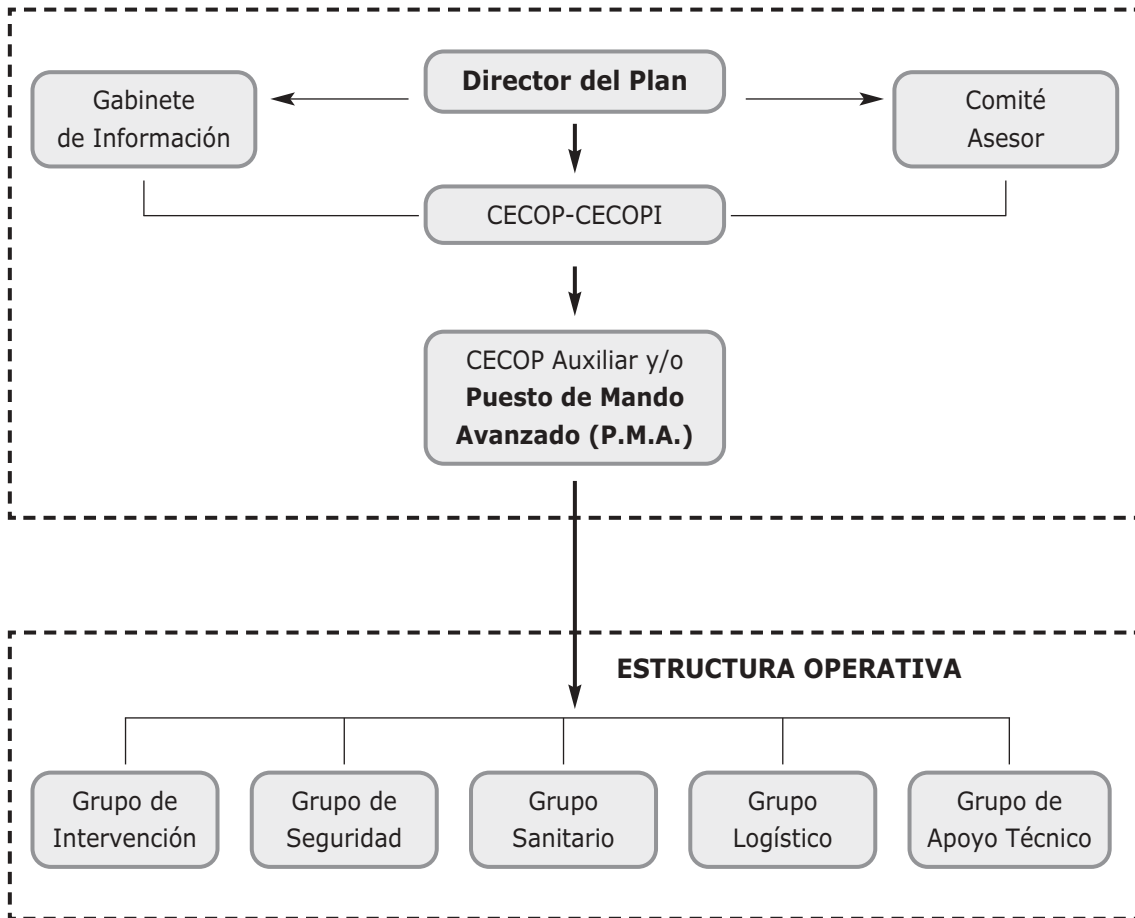 Director del Plan
Gabinete
de Información
Comité
Asesor
CECOP-CECOPI
CECOP Auxiliar y/o
Puesto de Mando
Avanzado (P.M.A.)
ESTRUCTURA OPERATIVA
Grupo de
Intervención
Grupo de
Seguridad
Grupo
Sanitario
Grupo
Logístico
Grupo de
Apoyo Técnico